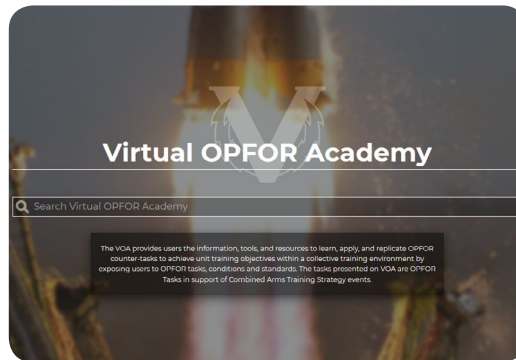 Virtual OPFOR Academy
Search Virtual OPFOR Academy
The VOA provides users the information, tools, and resources to learn, apply, and replicate OPFOR
counter-tasks to achieve unit training objectives within a collective training environment by
exposing users to OPFOR tasks, conditions and standards. The tasks presented on VOA are OPFOR
Tasks in support of Combined Arms Training Strategy events.